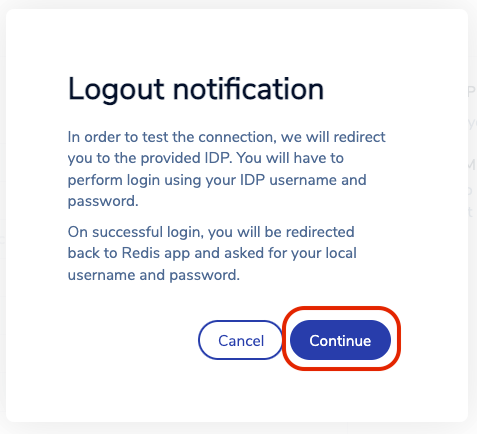 Logout notification
In order to test the connection, we will redirect
you to the provided IDP. You will have to
perform login using your IDP username and
password.
On successful login, you will be redirected
back to Redis app and asked for your local
username and password.
Cancel
Continue